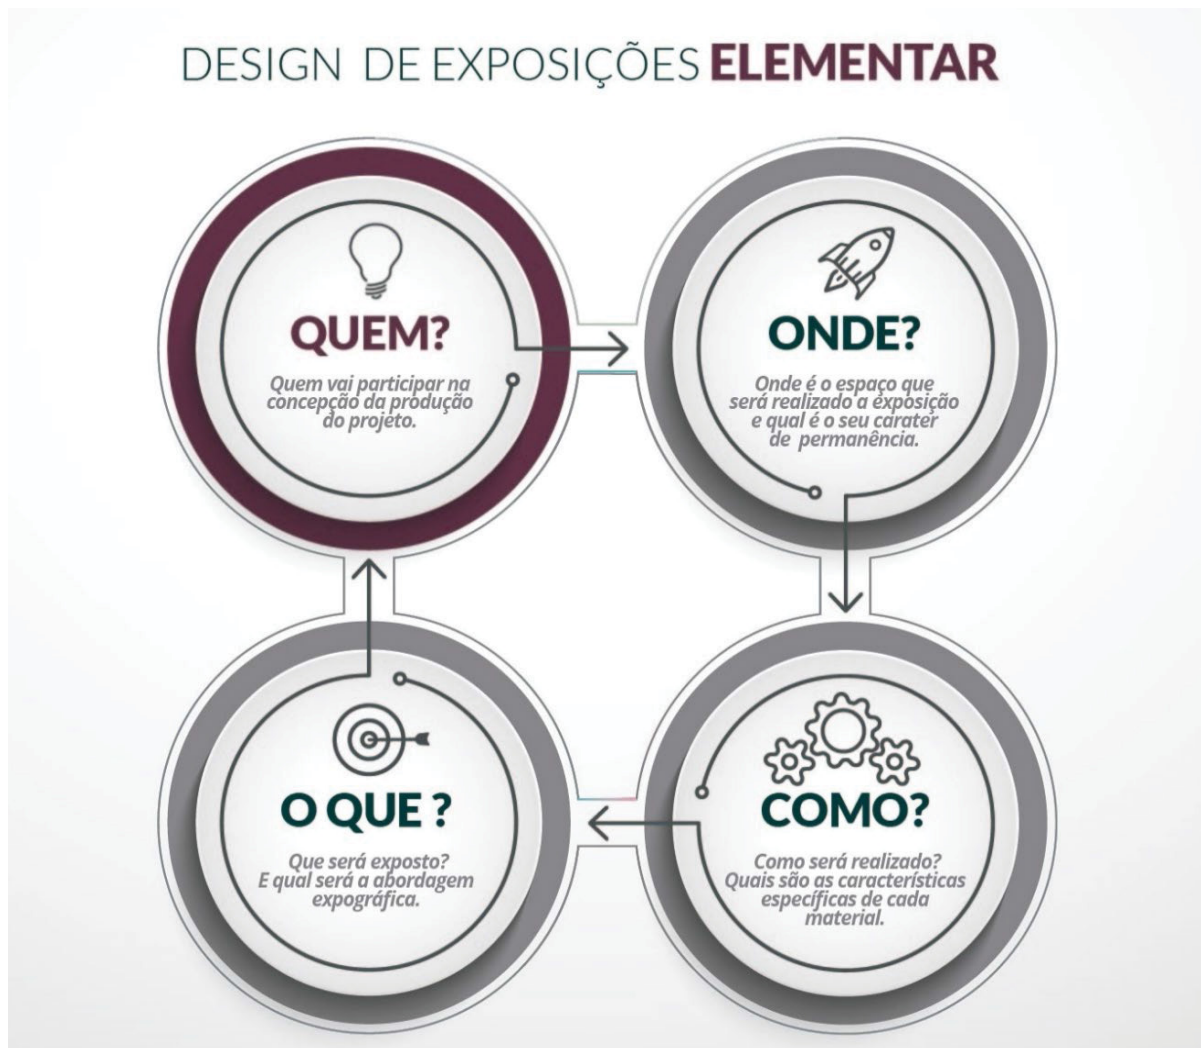 DESIGN DE EXPOSIÇÕES ELEMENTAR
QUEM?
Quem vai participar na
concepção da produção
do projeto.
ONDE?
Onde é o espaço que
será realizado a exposição
e qual é o seu carater
de permanência.
O QUE ?
Que será exposto?
E qual será a abordagem
expográfica.
COMO?
Como será realizado?
Quais são as características
específicas de cada
material.